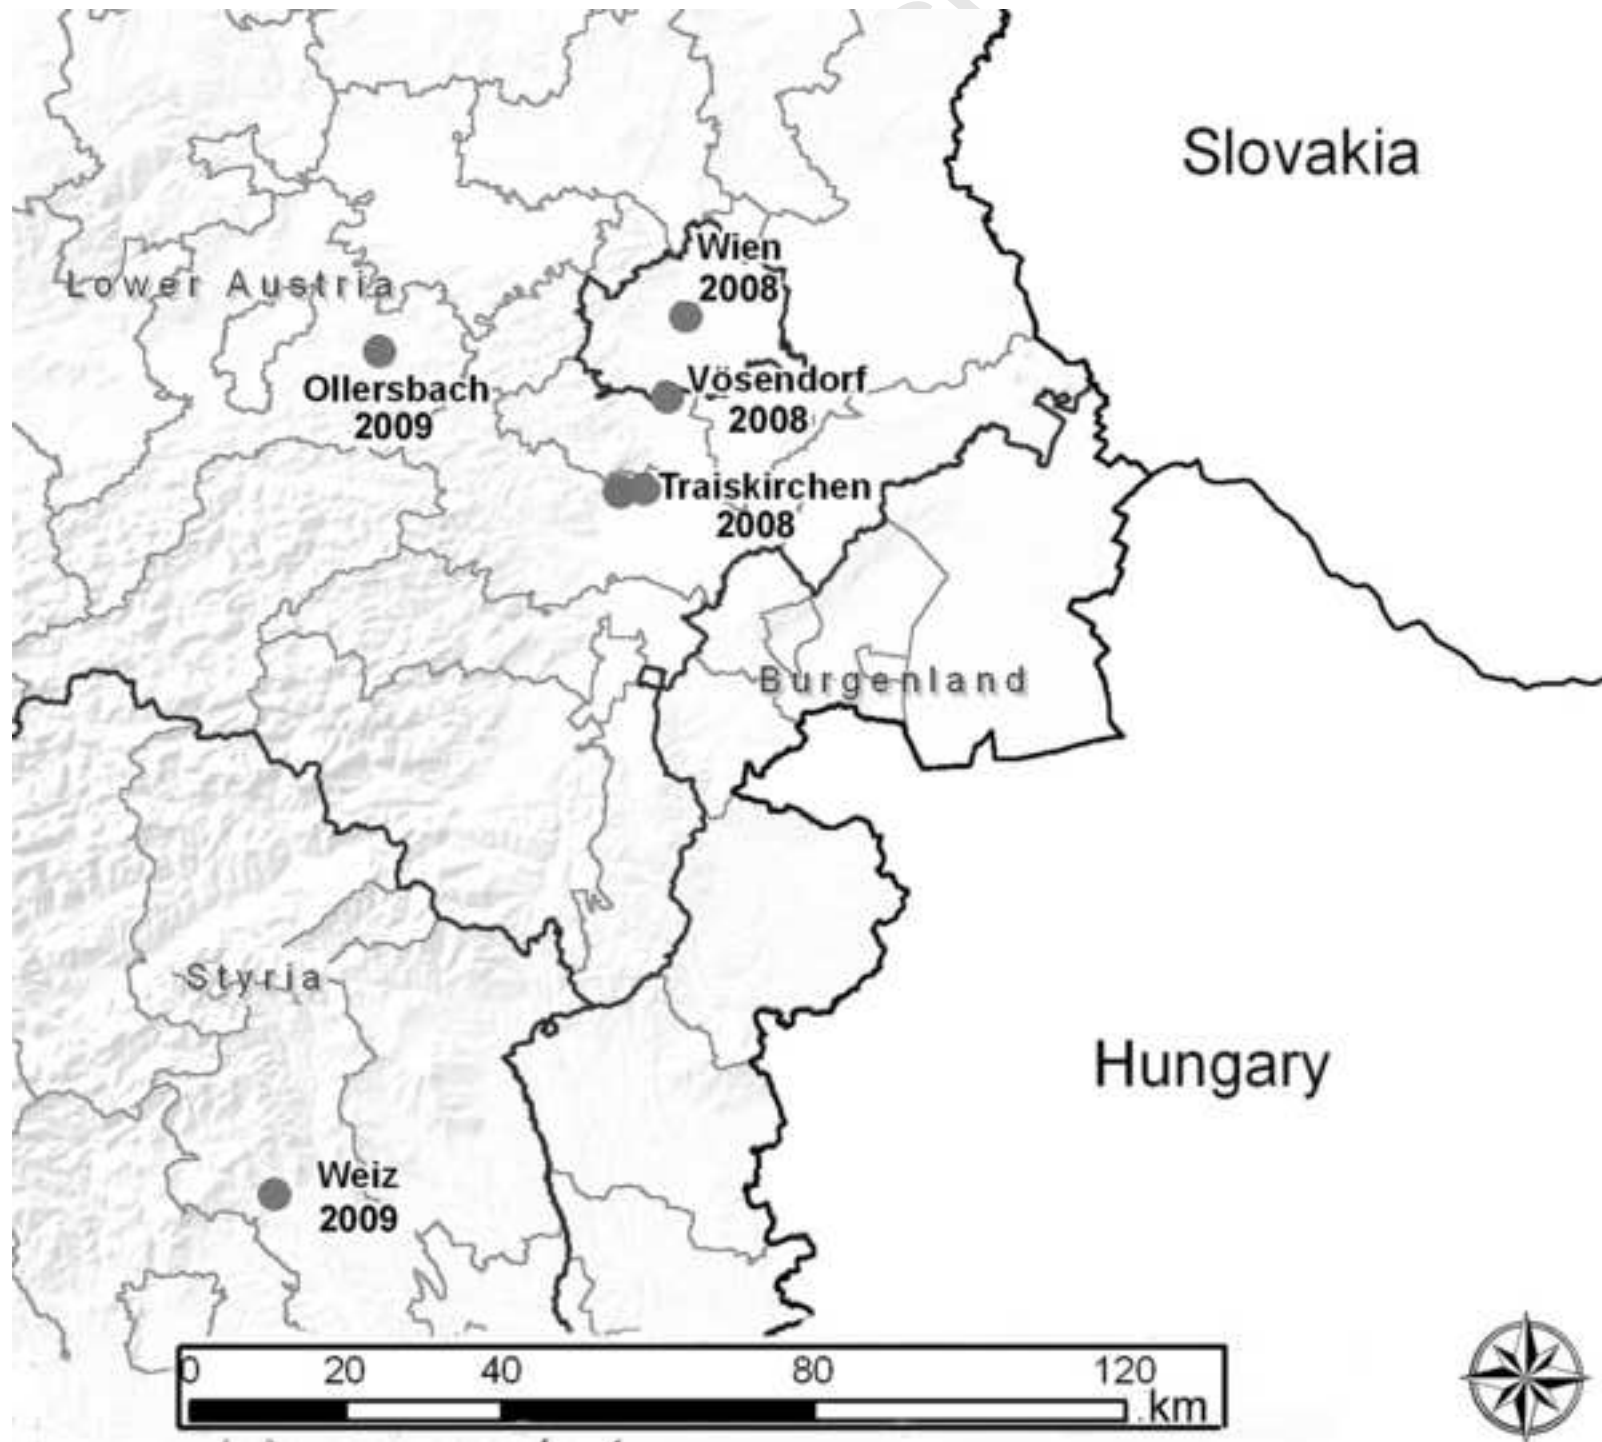 Slovakia
Wien
2008
Lower Austria
Ollersbach
2009
Vösendorf
2008
Traiskirchen
2008
Burgenland
Styria
Hungary
Weiz
2009
0 20 40 80 120
km